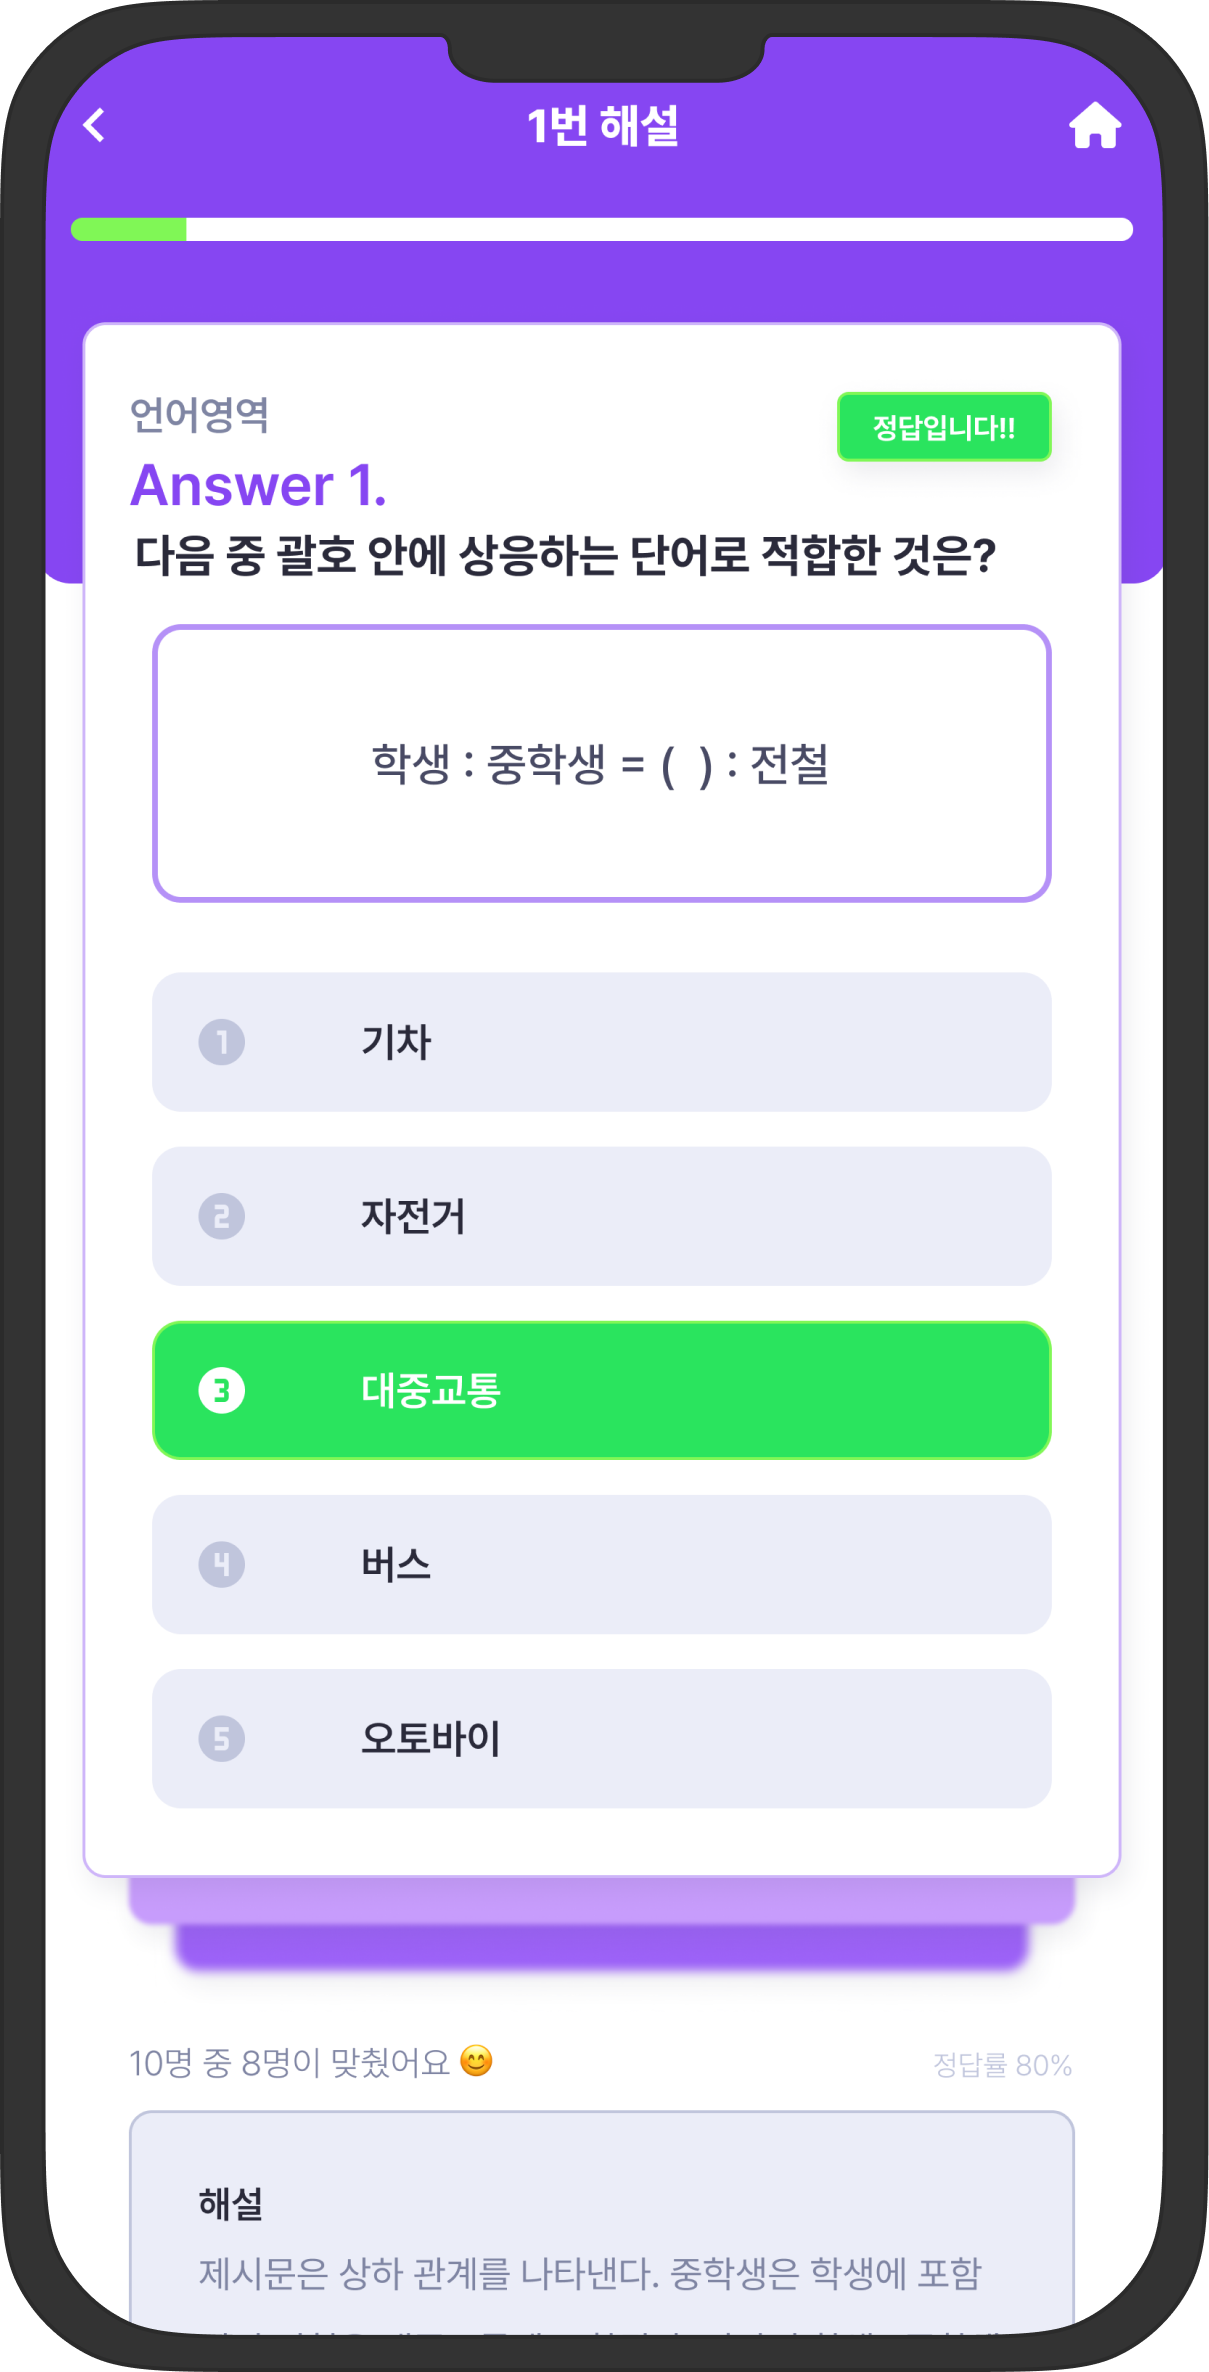 1번 해설
언어영역
정답입니다!!
Answer 1.
다음 중 괄호 안에 상응하는 단어로 적합한 것은?
학생 : 중학생 = ( ) : 전철
1 기차
2 자전거
3 대중교통
4 버스
5 오토바이
10명 중 8명이 맞췄어요 😊
정답률 80%
해설
제시문은 상하 관계를 나타낸다. 중학생은 학생에 포함